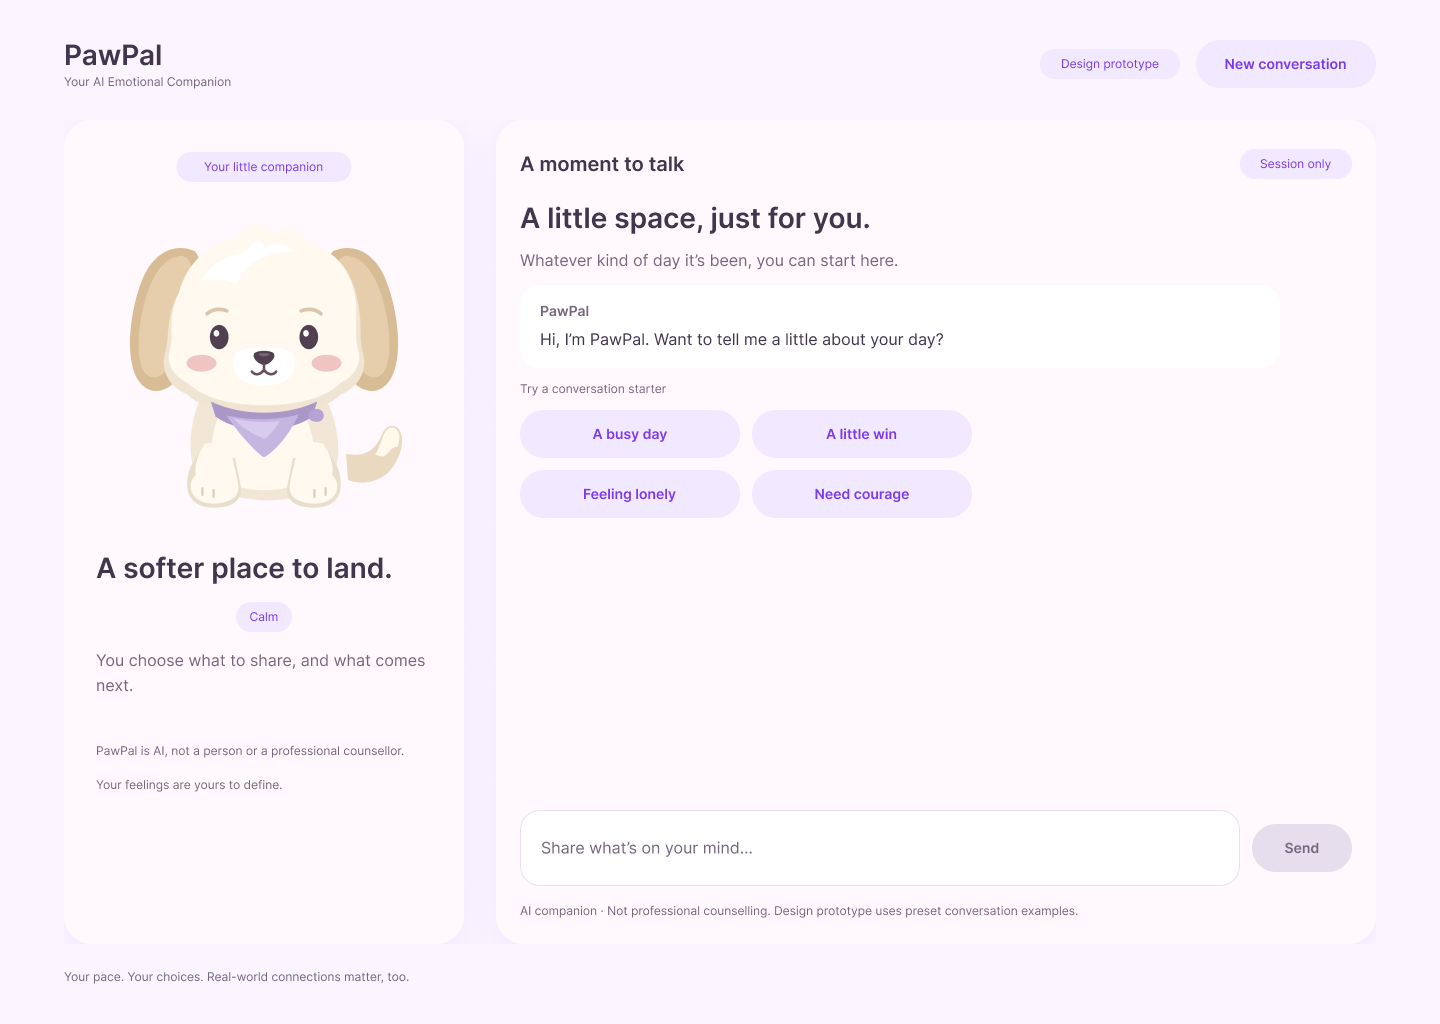 PawPal
Your AI Emotional Companion
Design prototype
New conversation
Your little companion
A softer place to land.
Calm
You choose what to share, and what comes
next.
PawPal is AI, not a person or a professional counsellor.
Your feelings are yours to define.
A moment to talk
Session only
A little space, just for you.
Whatever kind of day it’s been, you can start here.
PawPal
Hi, I’m PawPal. Want to tell me a little about your day?
Try a conversation starter
A busy day
A little win
Feeling lonely
Need courage
Share what’s on your mind…
Send
AI companion · Not professional counselling. Design prototype uses preset conversation examples.
Your pace. Your choices. Real-world connections matter, too.